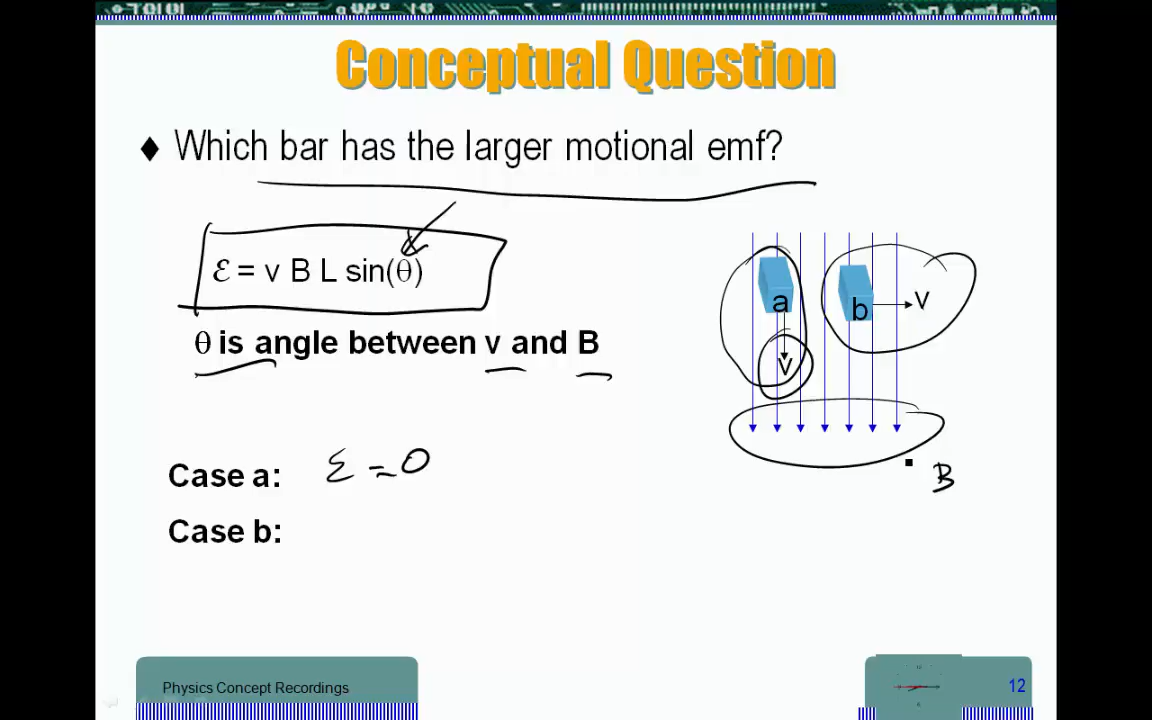 Conceptual Question
♦ Which bar has the larger motional emf?
ℰ = v B L sin(θ)
θ is angle between v and B
a
b
v
v
B
Case a: ℰ = 0
Case b:
Physics Concept Recordings
12